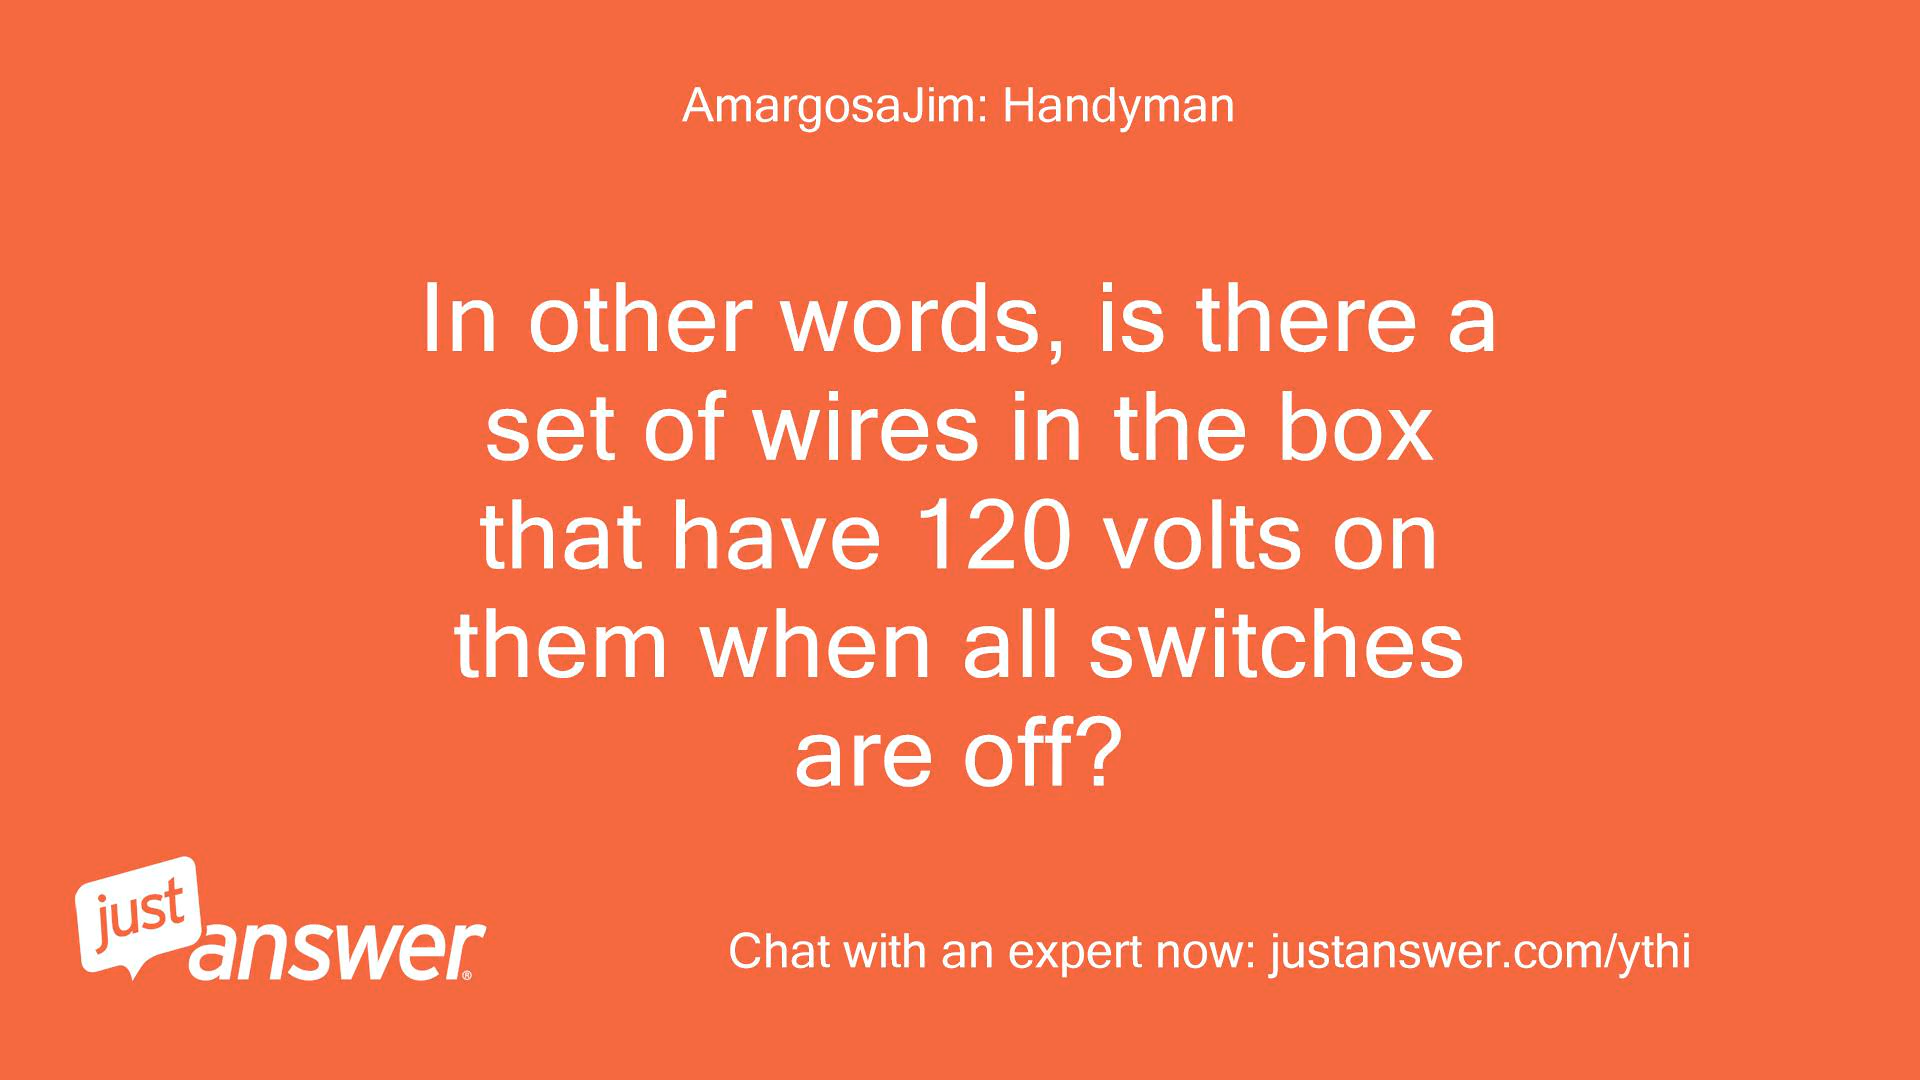 AmargosaJim: Handyman
In other words, is there a
set of wires in the box
that have 120 volts on
them when all switches
are off?
just
answer®
Chat with an expert now: justanswer.com/ythi